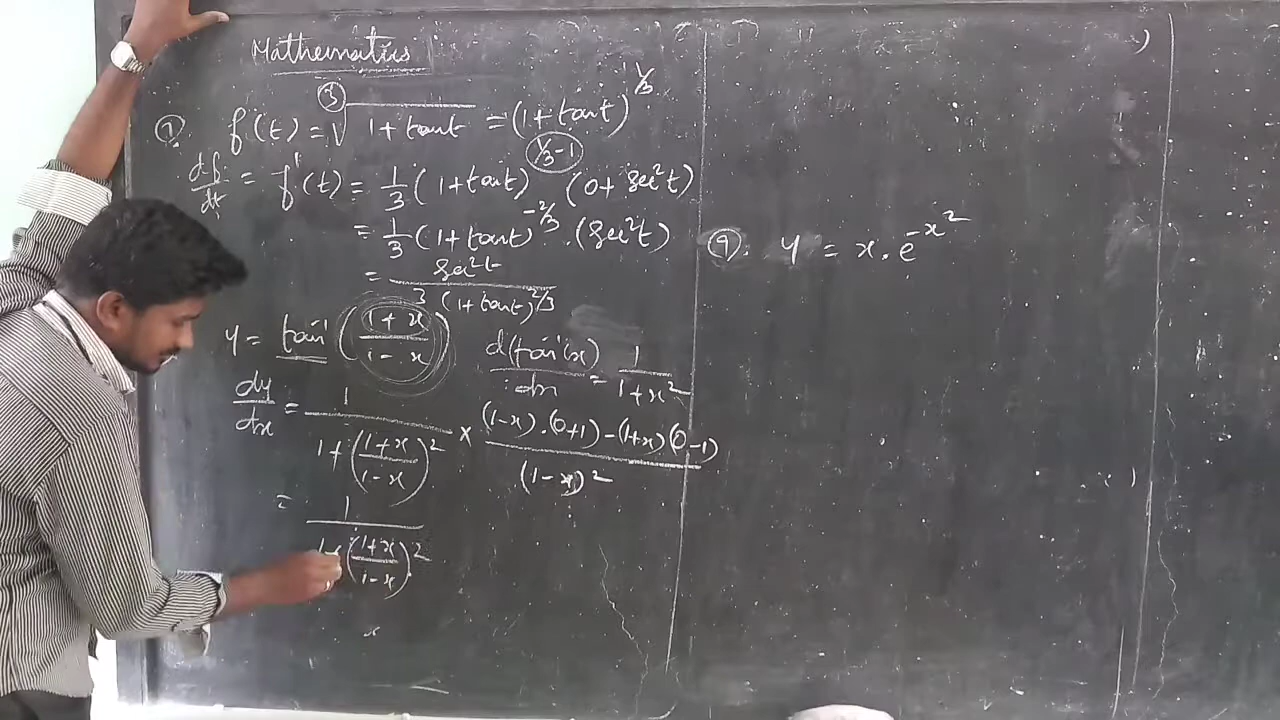 Mathematics
7. f(t) = ∛(1+tan t) = (1+tan t)^{1/3}
df/dt = f'(t) = 1/3 (1+tan t)^{1/3-1} (0+sec²t)
= 1/3 (1+tan t)^{-2/3} . (sec²t)
= sec²t / 3 (1+tan t)^{2/3}
y = tan⁻¹ ((1+x)/(1-x))
d(tan⁻¹(x))/dx = 1/(1+x²)
dy/dx = 1/(1+((1+x)/(1-x))²) × ((1-x).(0+1)-(1+x)(0-1))/(1-x)²
= 1/(1+((1+x)/(1-x))²)
9. y = x.e^{-x²}